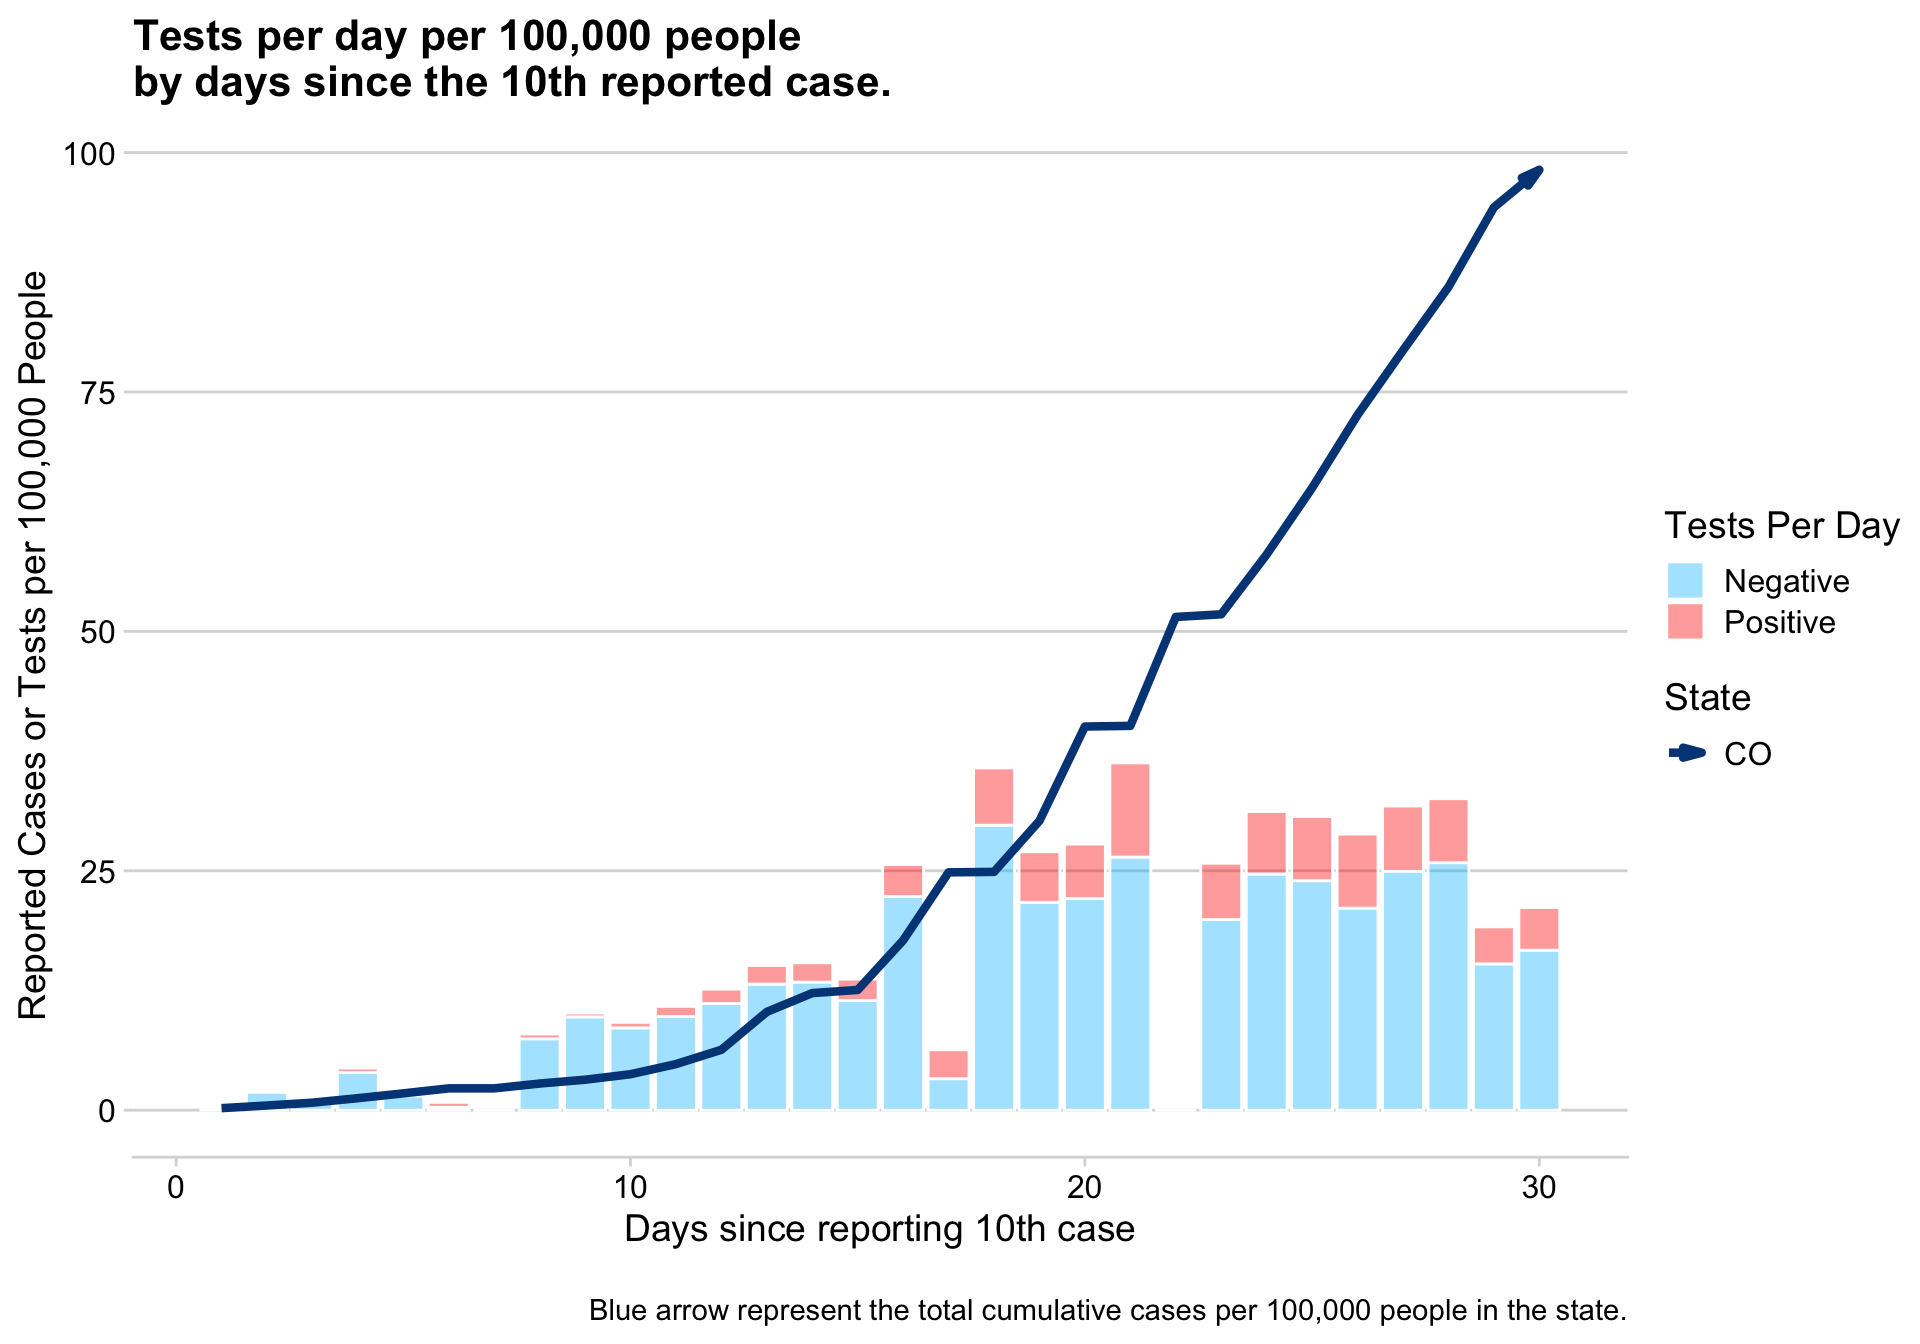 Tests per day per 100,000 people
by days since the 10th reported case.
Reported Cases or Tests per 100,000 People
100
75
50
25
0
0
10
20
30
Days since reporting 10th case
Tests Per Day
Negative
Positive
State
CO
Blue arrow represent the total cumulative cases per 100,000 people in the state.